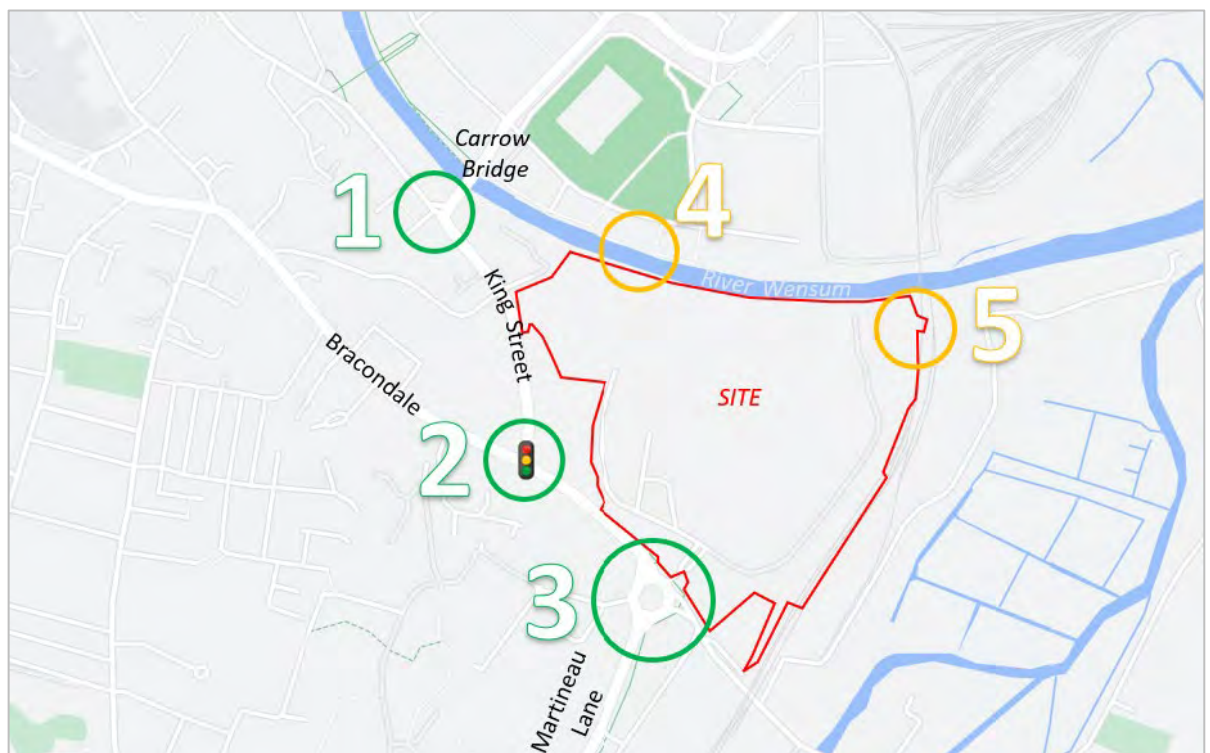 Carrow
Bridge
1
4
River Wensum
King Street
5
Bracondale
SITE
2
3
Martineau
Lane